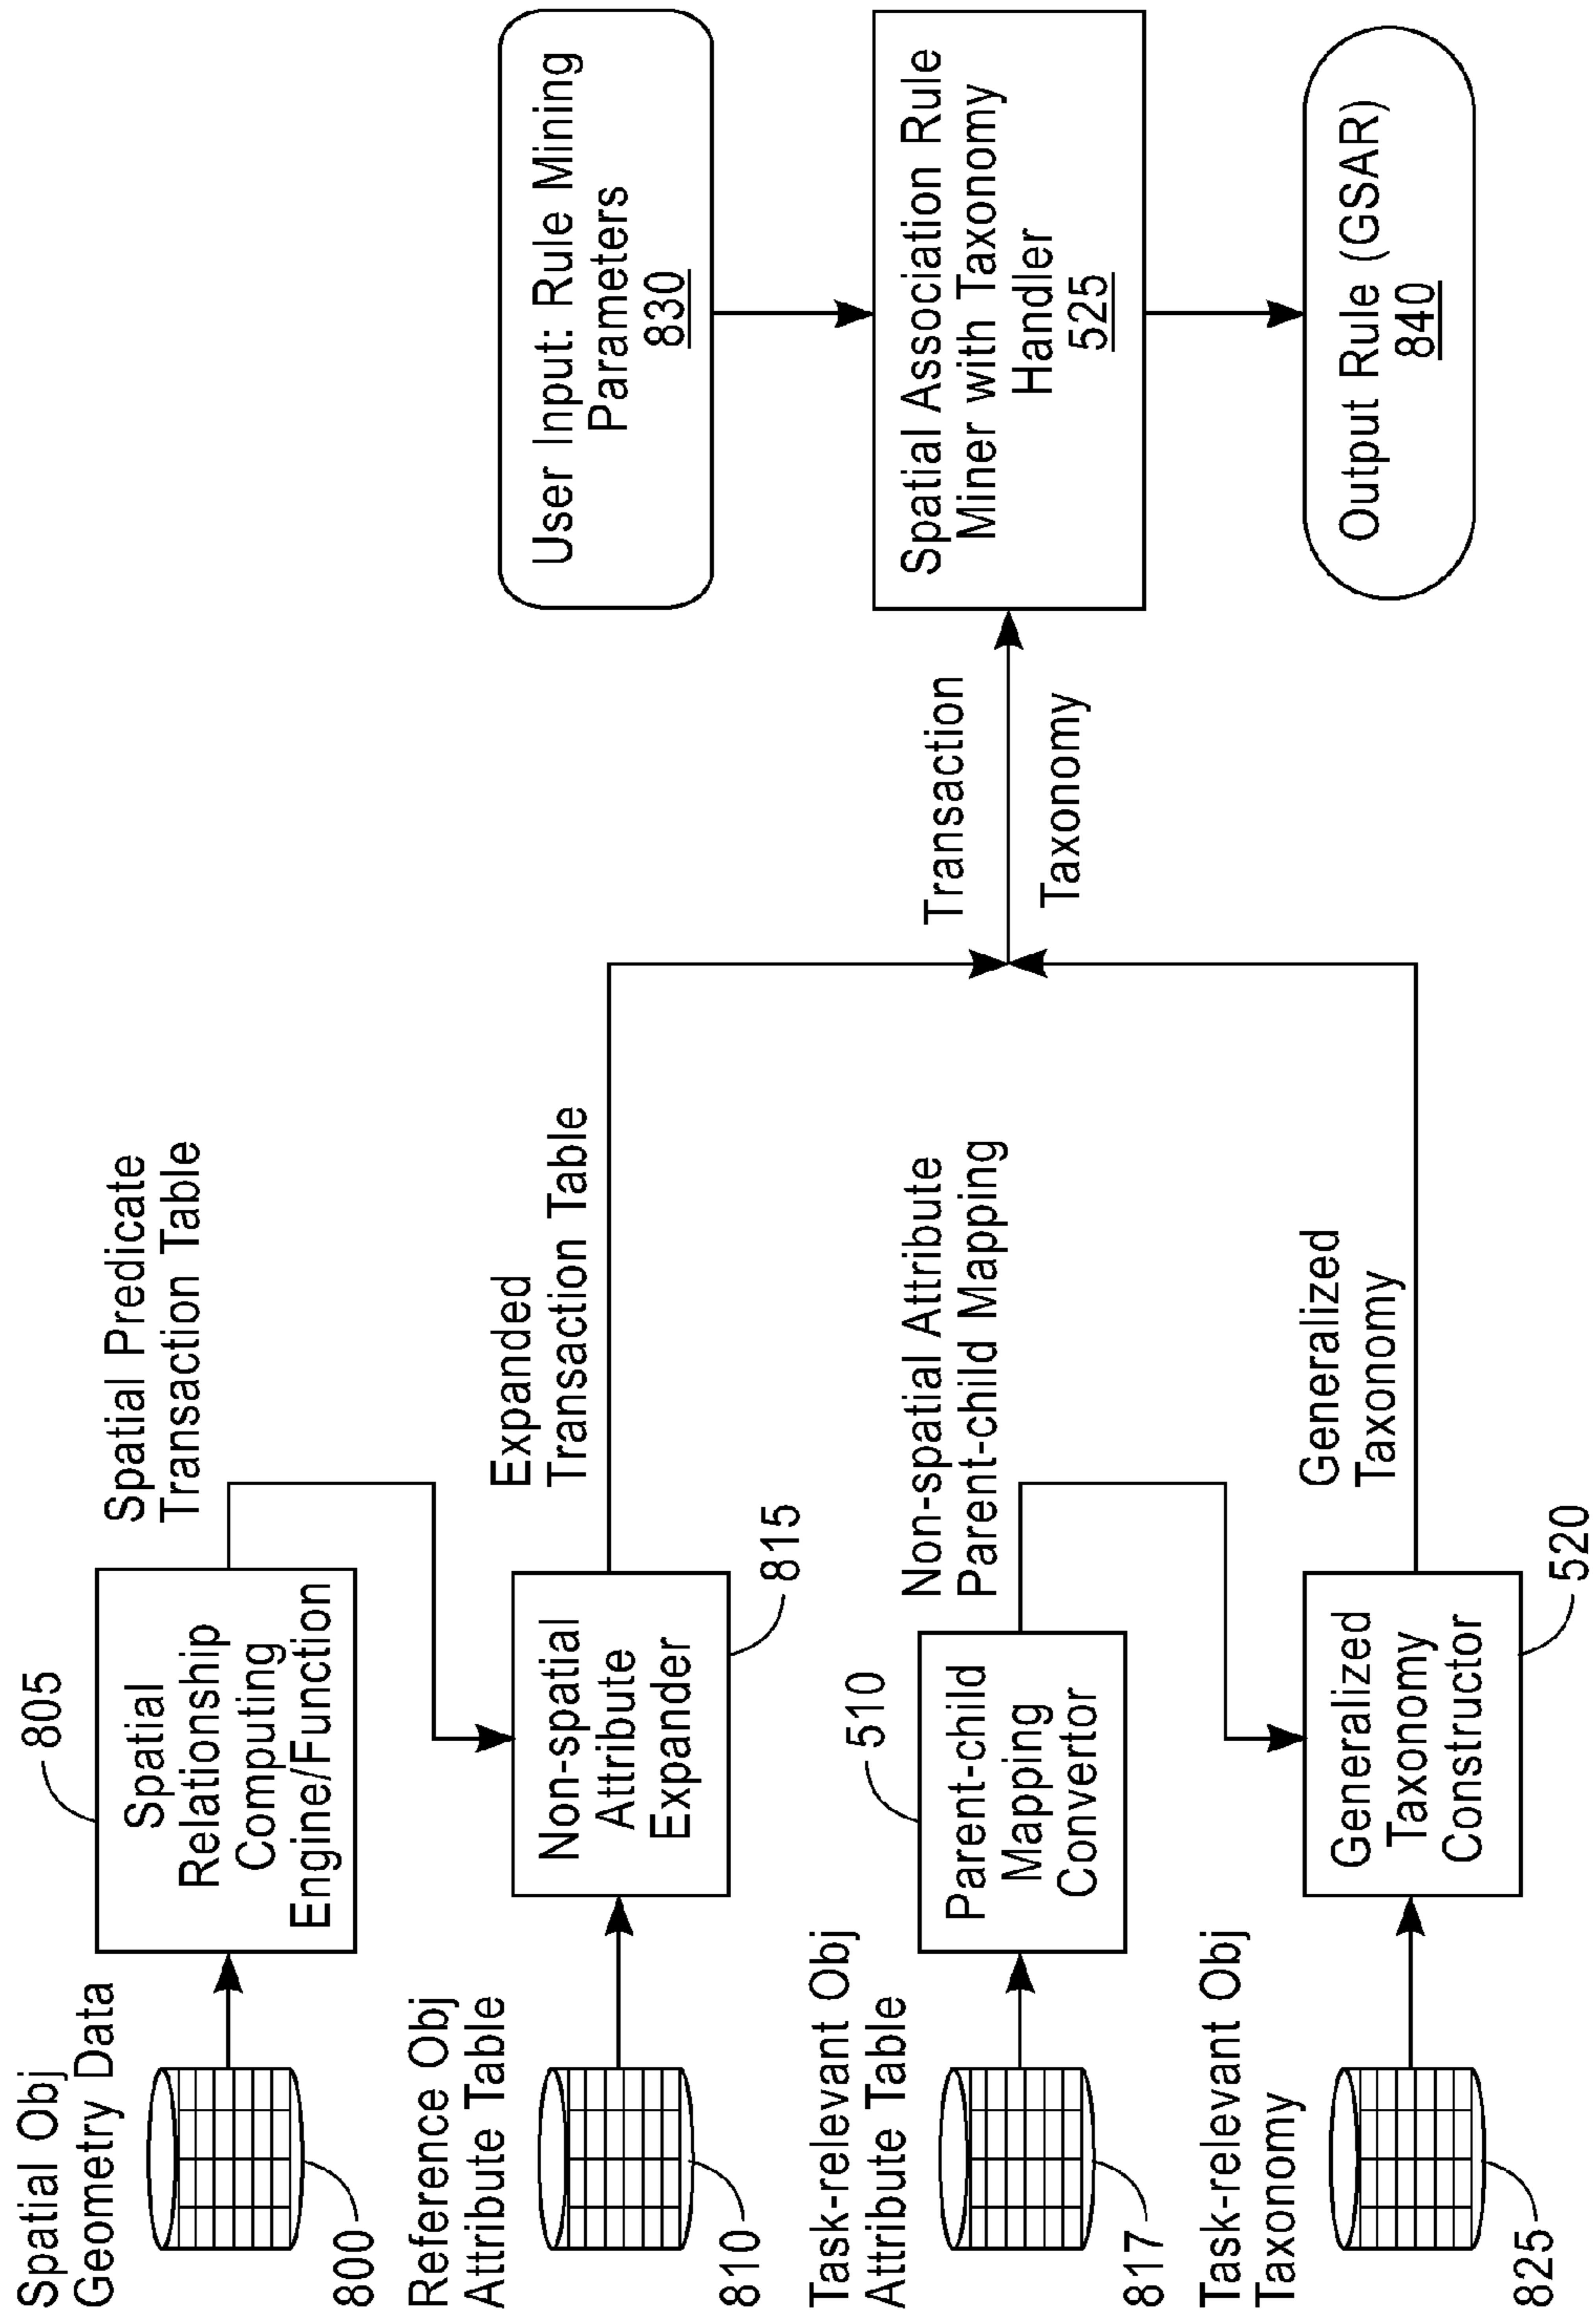 Spatial Obj
Geometry Data
800
805
Spatial
Relationship
Computing
Engine/Function
Spatial Predicate
Transaction Table
Reference Obj
Attribute Table
810
Non-spatial
Attribute
Expander
815
Expanded
Transaction Table
Task-relevant Obj
Attribute Table
817
510
Parent-child
Mapping
Convertor
Non-spatial Attribute
Parent-child Mapping
Task-relevant Obj
Taxonomy
825
Generalized
Taxonomy
Constructor
520
Generalized
Taxonomy
Transaction
Taxonomy
User Input: Rule Mining
Parameters
830
Spatial Association Rule
Miner with Taxonomy
Handler
525
Output Rule (GSAR)
840